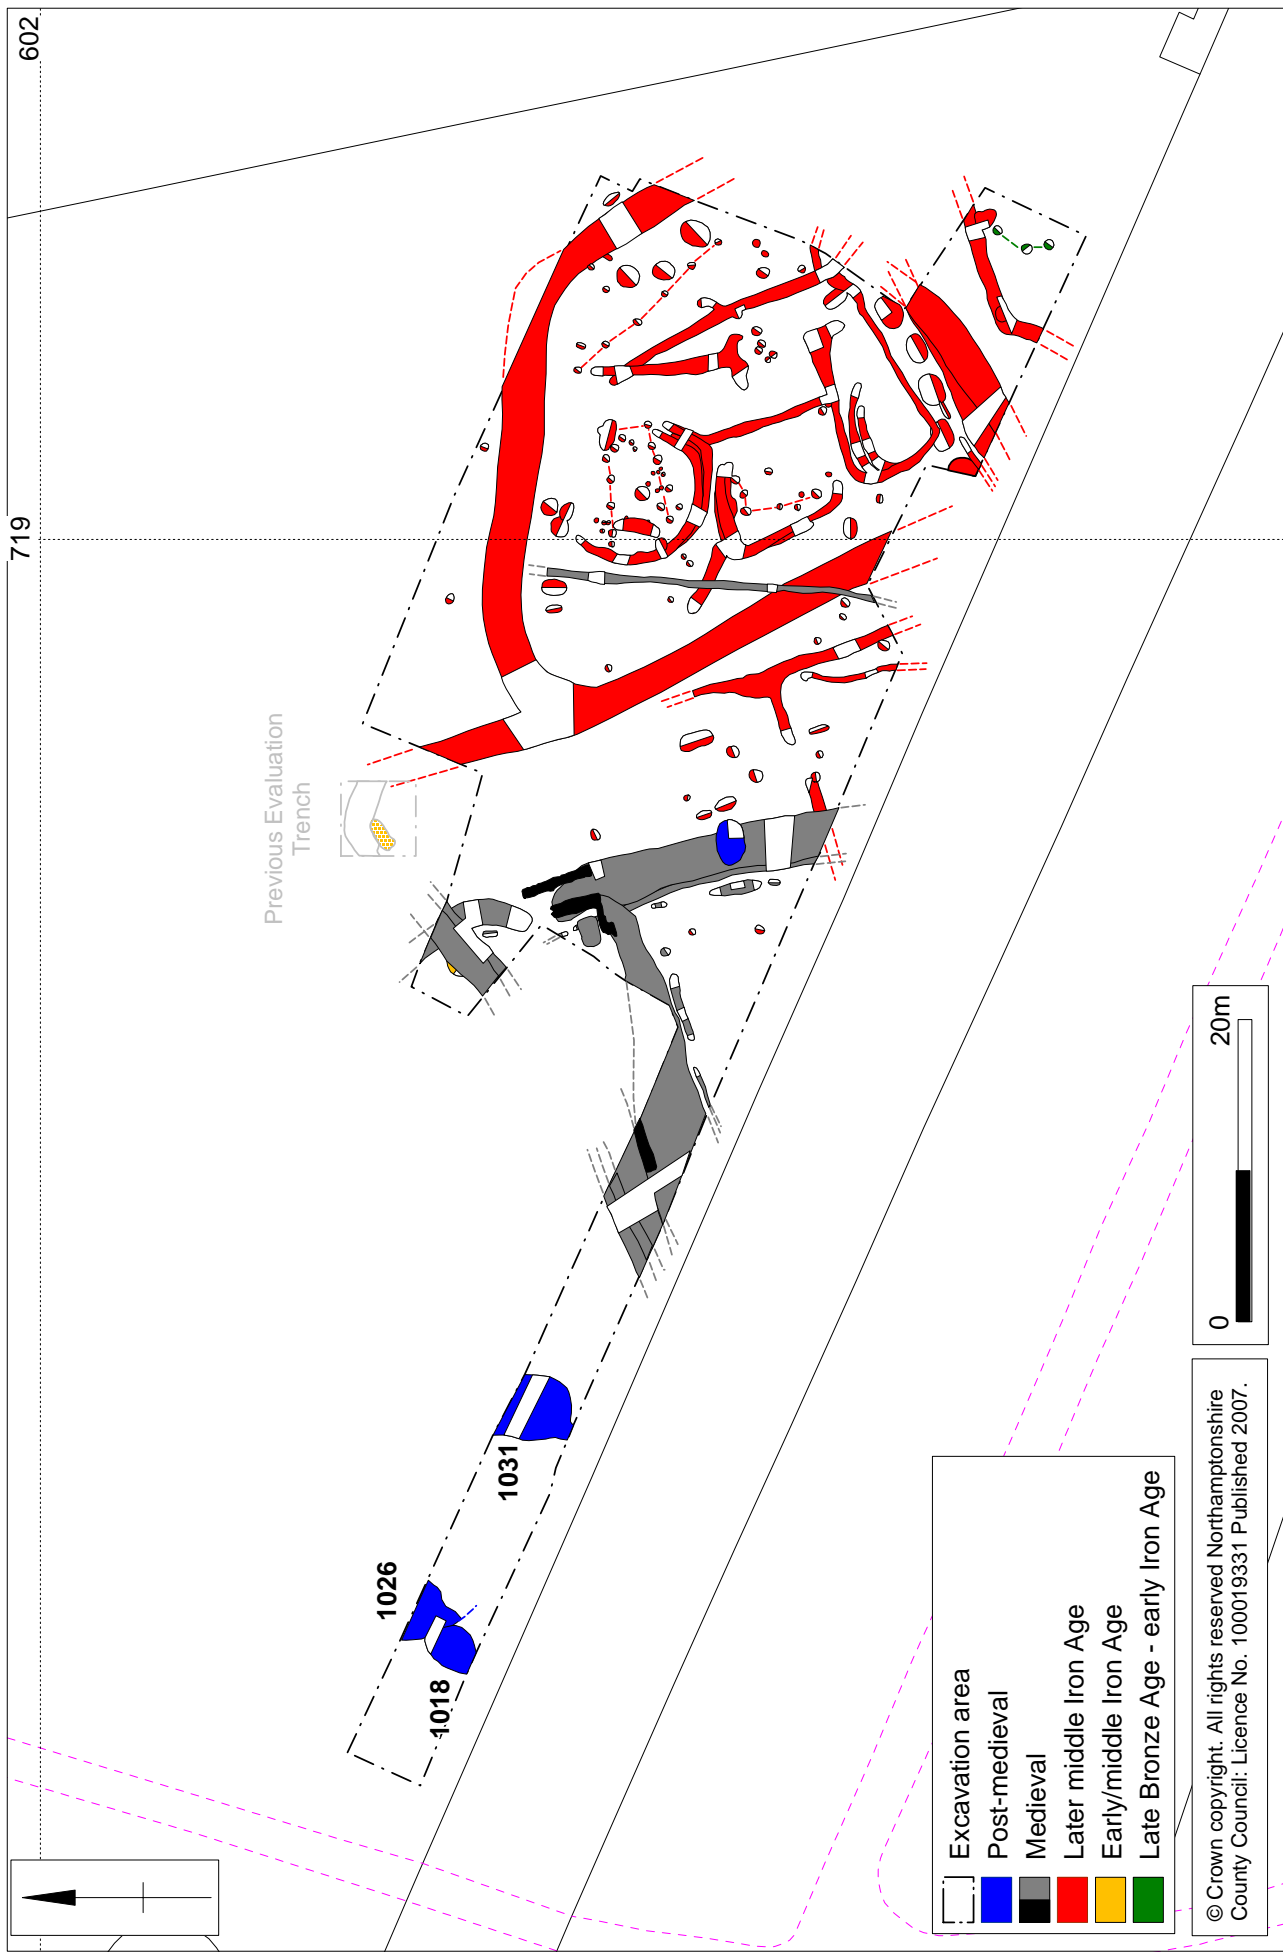 602
719
Previous Evaluation
Trench
1031
1026
1018
Excavation area
Post-medieval
Medieval
Later middle Iron Age
Early/middle Iron Age
Late Bronze Age - early Iron Age
0
20m
© Crown copyright. All rights reserved Northamptonshire
County Council: Licence No. 100019331 Published 2007.